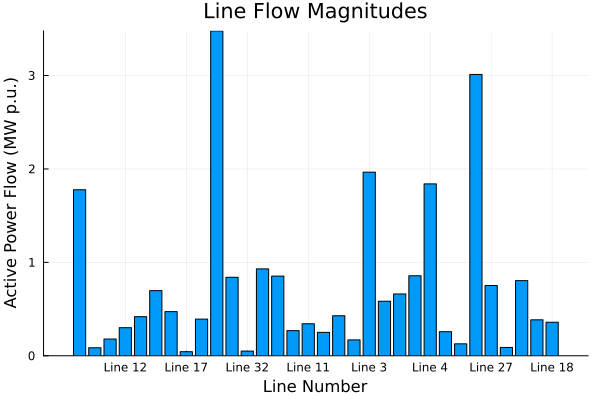 Line Flow Magnitudes
Active Power Flow (MW p.u.)
3
2
1
0
Line 12 Line 17 Line 32 Line 11 Line 3 Line 4 Line 27 Line 18
Line Number